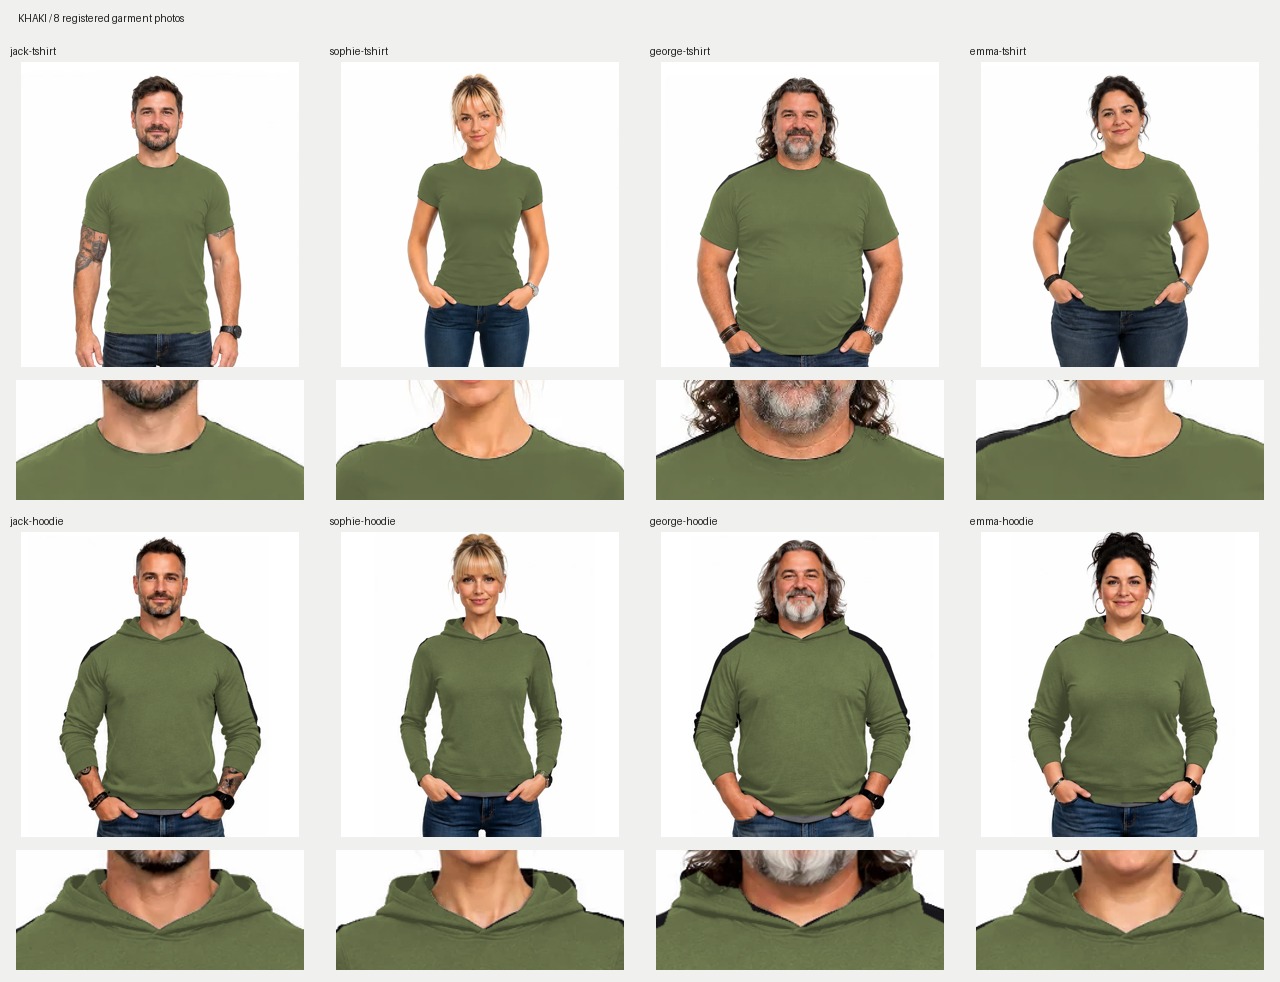 KHAKI / 8 registered garment photos
jack-tshirt
sophie-tshirt
george-tshirt
emma-tshirt
jack-hoodie
sophie-hoodie
george-hoodie
emma-hoodie